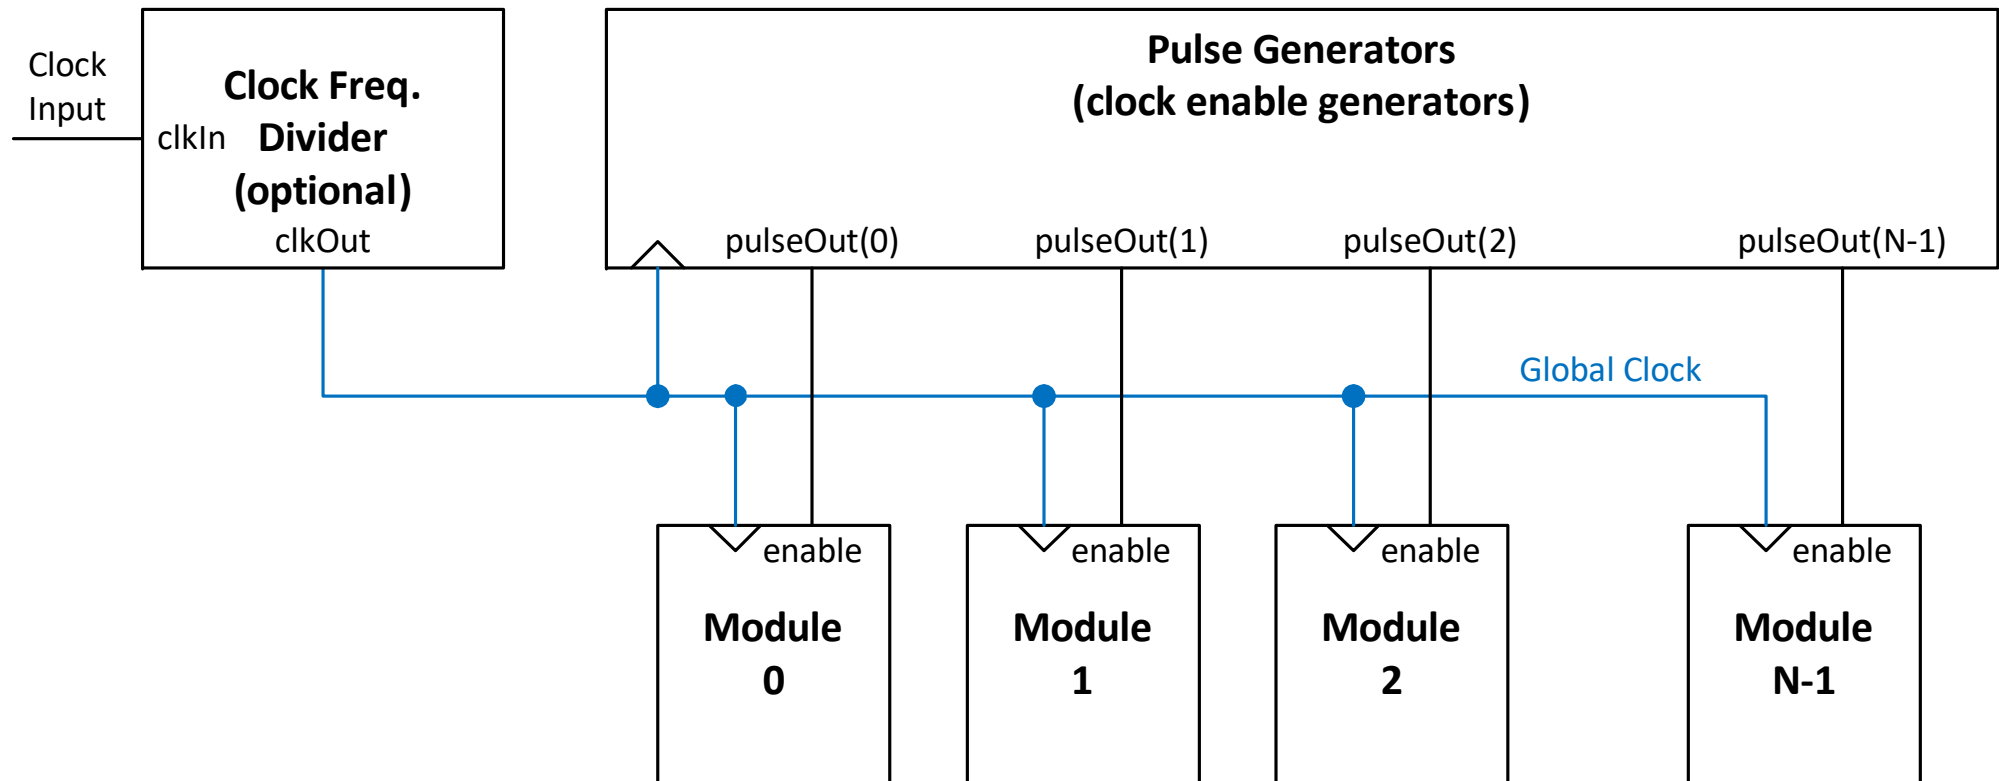 Clock
Input
clkIn
Clock Freq.
Divider
(optional)
clkOut
Pulse Generators
(clock enable generators)
pulseOut(0)
pulseOut(1)
pulseOut(2)
pulseOut(N-1)
Global Clock
enable
Module
0
enable
Module
1
enable
Module
2
enable
Module
N-1